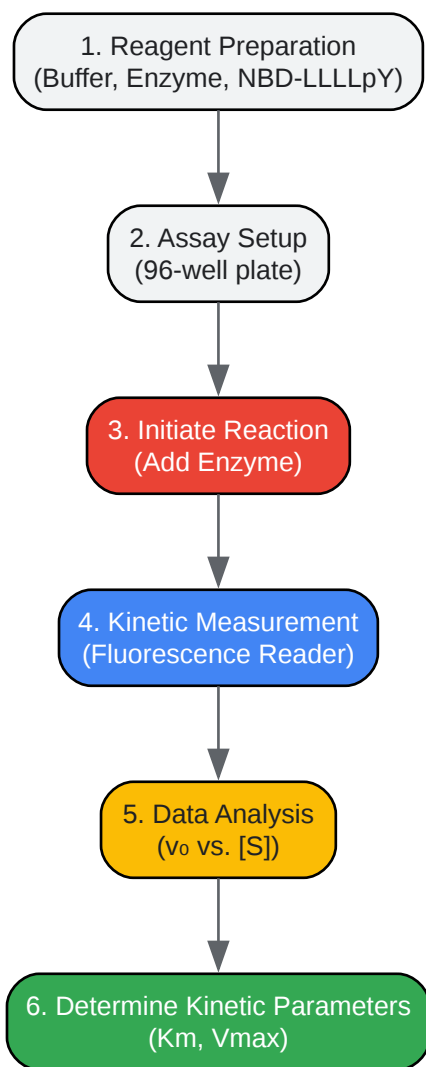 1. Reagent Preparation
(Buffer, Enzyme, NBD-LLLLpY)
2. Assay Setup
(96-well plate)
3. Initiate Reaction
(Add Enzyme)
4. Kinetic Measurement
(Fluorescence Reader)
5. Data Analysis
(v₀ vs. [S])
6. Determine Kinetic Parameters
(Km, Vmax)